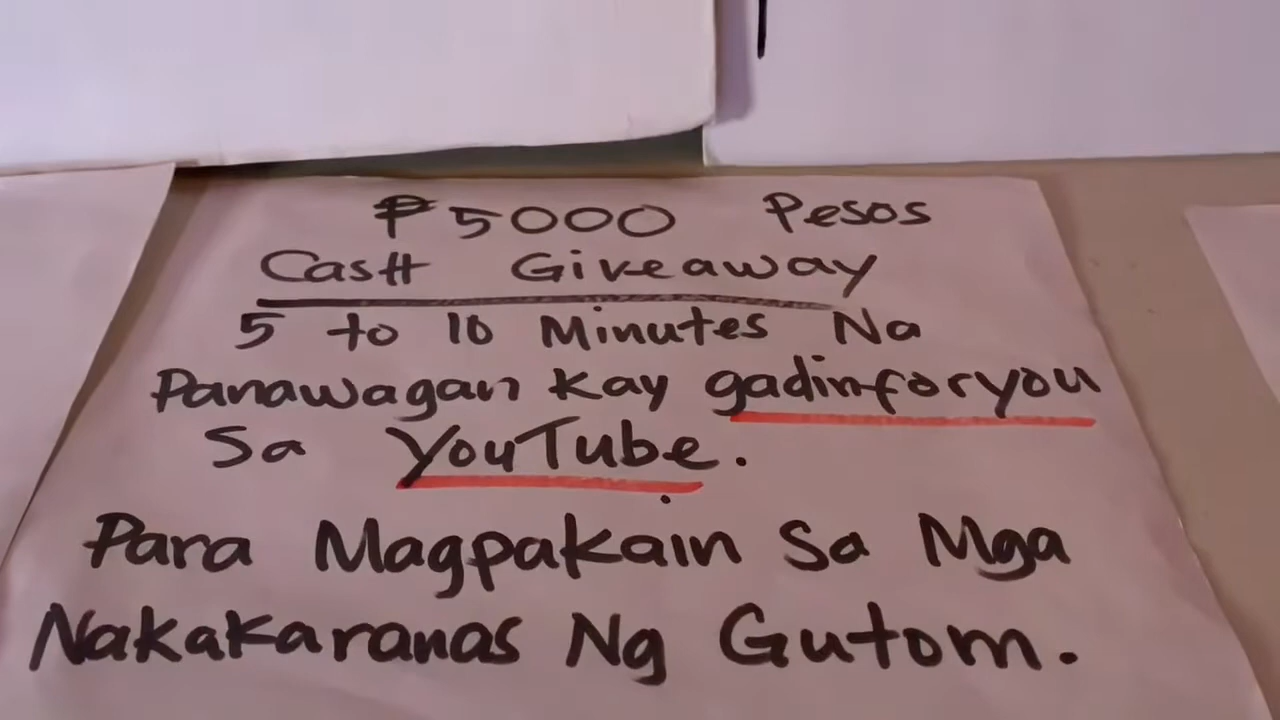 ₱5000 Pesos
Cash Giveaway
5 to 10 Minutes Na
Panawagan kay gadinforyou
Sa YouTube.
Para Magpakain Sa Mga
Nakakaranas Ng Gutom.